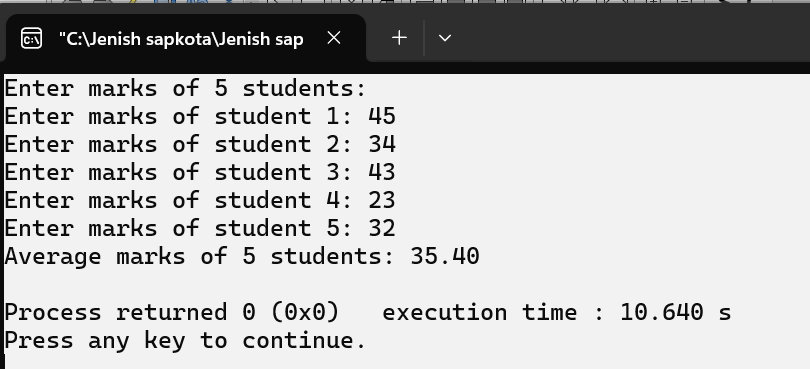 "C:\Jenish sapkota\Jenish sap
Enter marks of 5 students:
Enter marks of student 1: 45
Enter marks of student 2: 34
Enter marks of student 3: 43
Enter marks of student 4: 23
Enter marks of student 5: 32
Average marks of 5 students: 35.40

Process returned 0 (0x0)   execution time : 10.640 s
Press any key to continue.